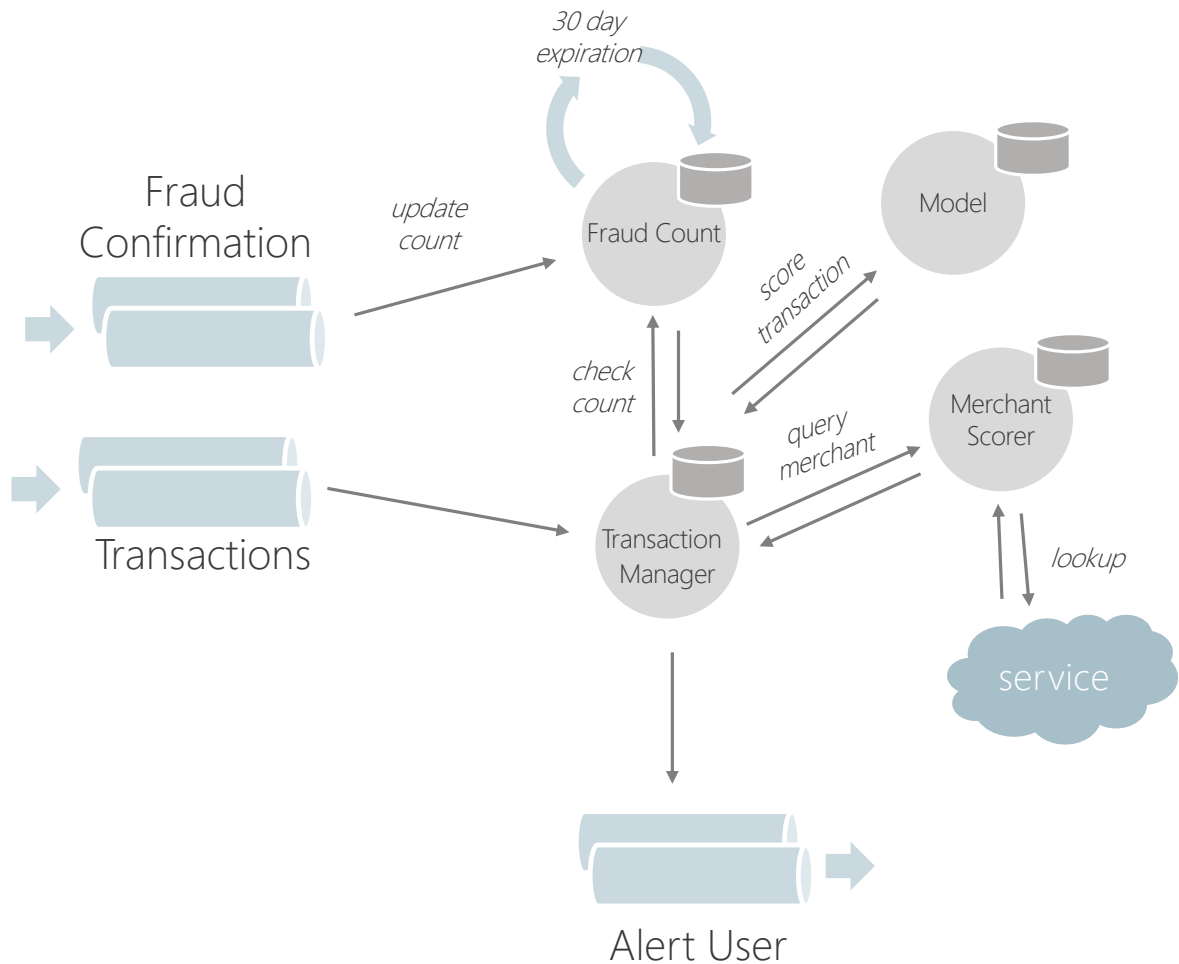 30 day
expiration
Fraud
Confirmation
update
count
Fraud Count
Model
score
transaction
check
count
Merchant
Scorer
query
merchant
Transactions
Transaction
Manager
lookup
service
Alert User